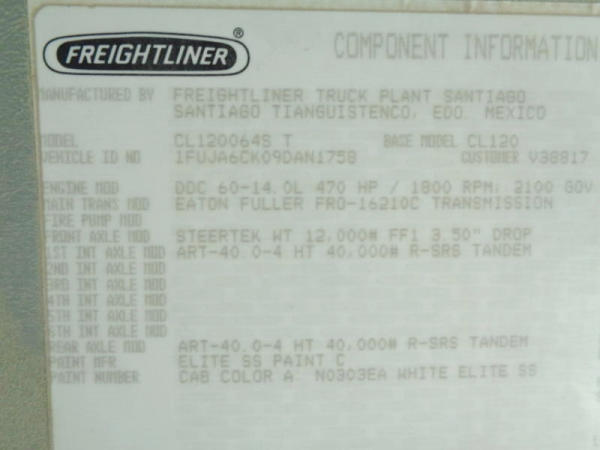 FREIGHTLINER
COMPONENT INFORMATION
MANUFACTURED BY FREIGHTLINER TRUCK PLANT SANTIAGO
SANTIAGO TIANGUISTENCO, EDO. MEXICO
MODEL CL120064S T BASE MODEL CL120
VEHICLE ID NO 1FUJA6CK09DAN1758 CUSTOMER V38817
ENGINE MOD DDC 60-14.0L 470 HP / 1800 RPM; 2100 GOV
MAIN TRANS MOD EATON FULLER FRO-16210C TRANSMISSION
FIRE PUMP MOD
FRONT AXLE MOD STEERTEK WT 12,000# FF1 3.50" DROP
1ST INT AXLE MOD ART-40.0-4 HT 40,000# R-SRS TANDEM
2ND INT AXLE MOD
3RD INT AXLE MOD
4TH INT AXLE MOD
5TH INT AXLE MOD
6TH INT AXLE MOD
REAR AXLE MOD ART-40.0-4 HT 40,000# R-SRS TANDEM
PAINT MFR ELITE SS PAINT C
PAINT NUMBER CAB COLOR A: N0303EA WHITE ELITE SS